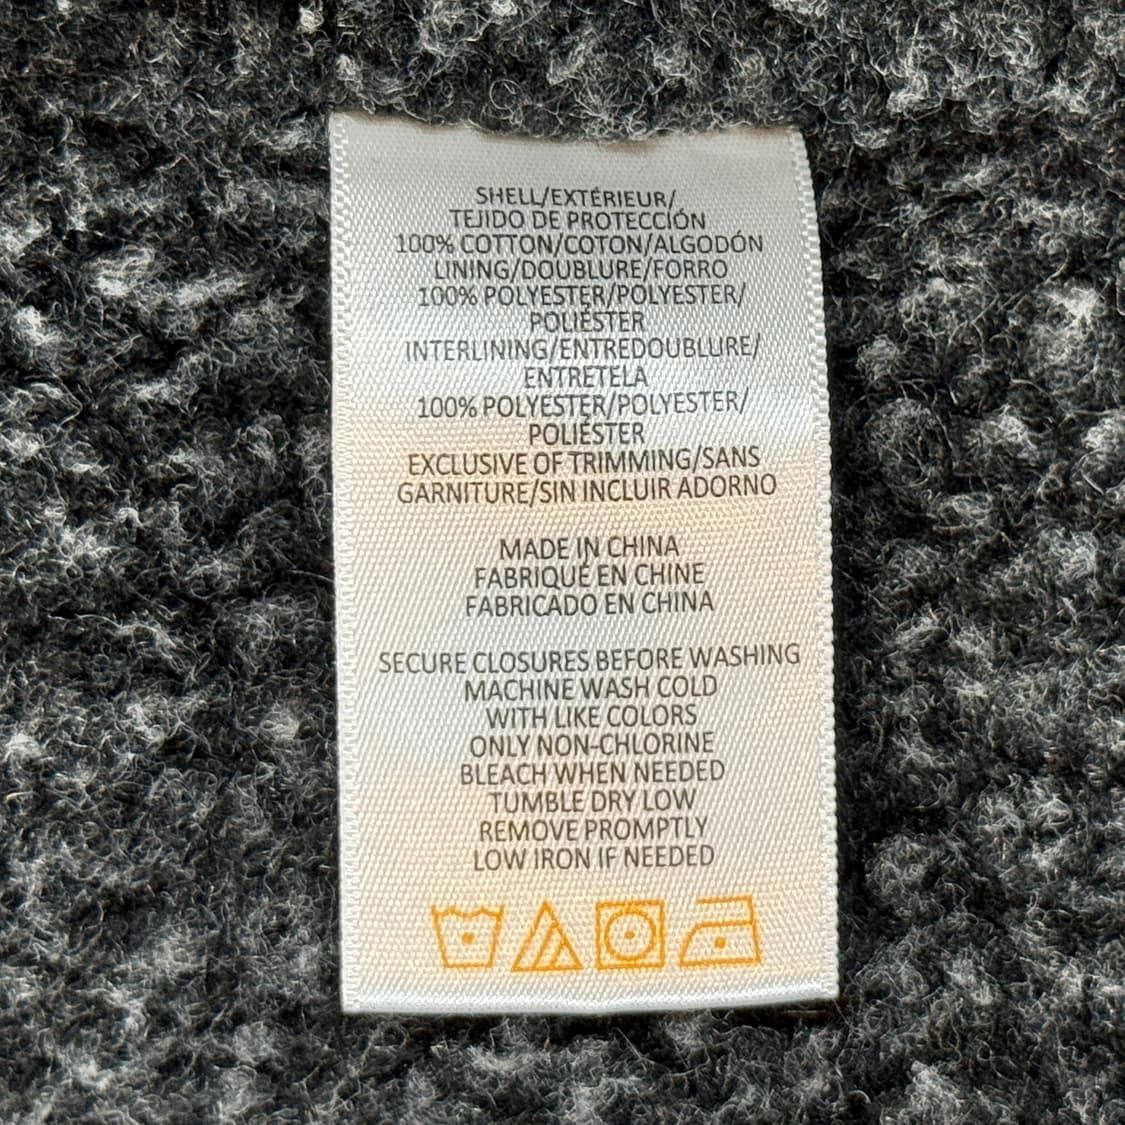 SHELL/EXTÉRIEUR/
TEJIDO DE PROTECCIÓN
100% COTTON/COTON/ALGODÓN
LINING/DOUBLURE/FORRO
100% POLYESTER/POLYESTER/
POLIÉSTER
INTERLINING/ENTREDOUBLURE/
ENTRETELA
100% POLYESTER/POLYESTER/
POLIÉSTER
EXCLUSIVE OF TRIMMING/SANS
GARNITURE/SIN INCLUIR ADORNO
MADE IN CHINA
FABRIQUÉ EN CHINE
FABRICADO EN CHINA
SECURE CLOSURES BEFORE WASHING
MACHINE WASH COLD
WITH LIKE COLORS
ONLY NON-CHLORINE
BLEACH WHEN NEEDED
TUMBLE DRY LOW
REMOVE PROMPTLY
LOW IRON IF NEEDED